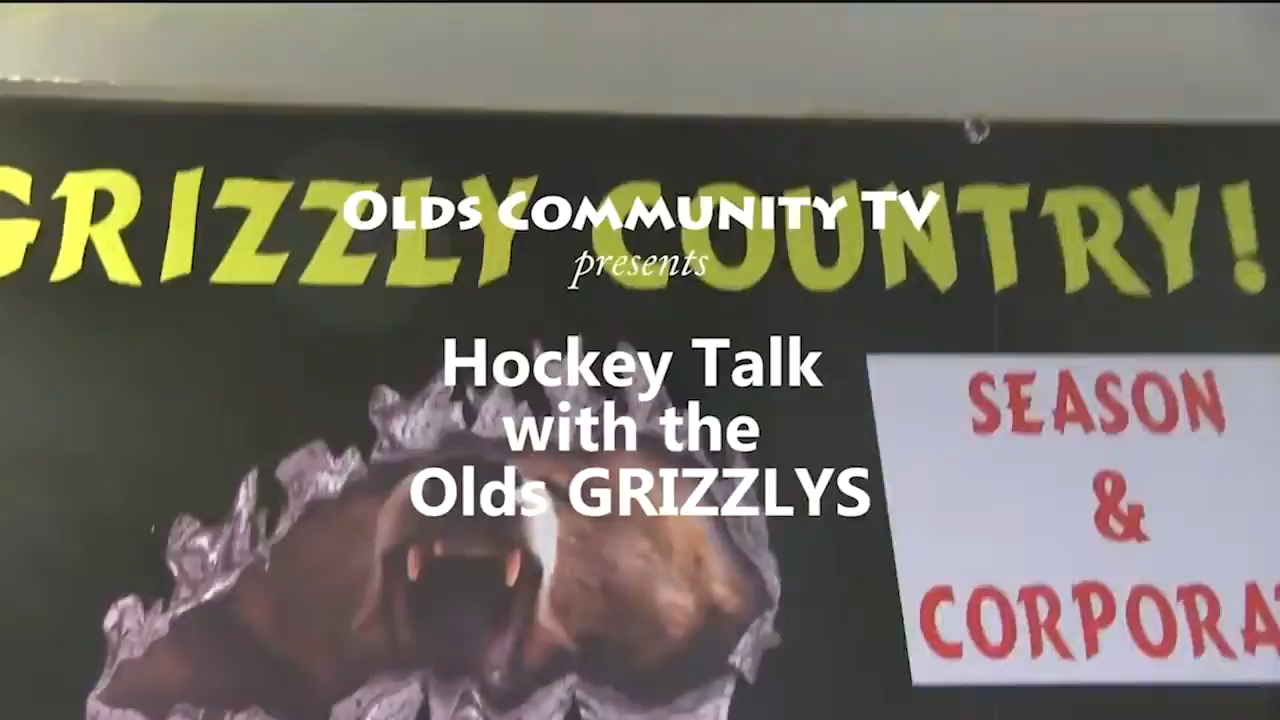 GRIZZLY COUNTRY!
OLDS COMMUNITY TV
presents
Hockey Talk
with the
Olds GRIZZLYS
SEASON
&
CORPORA